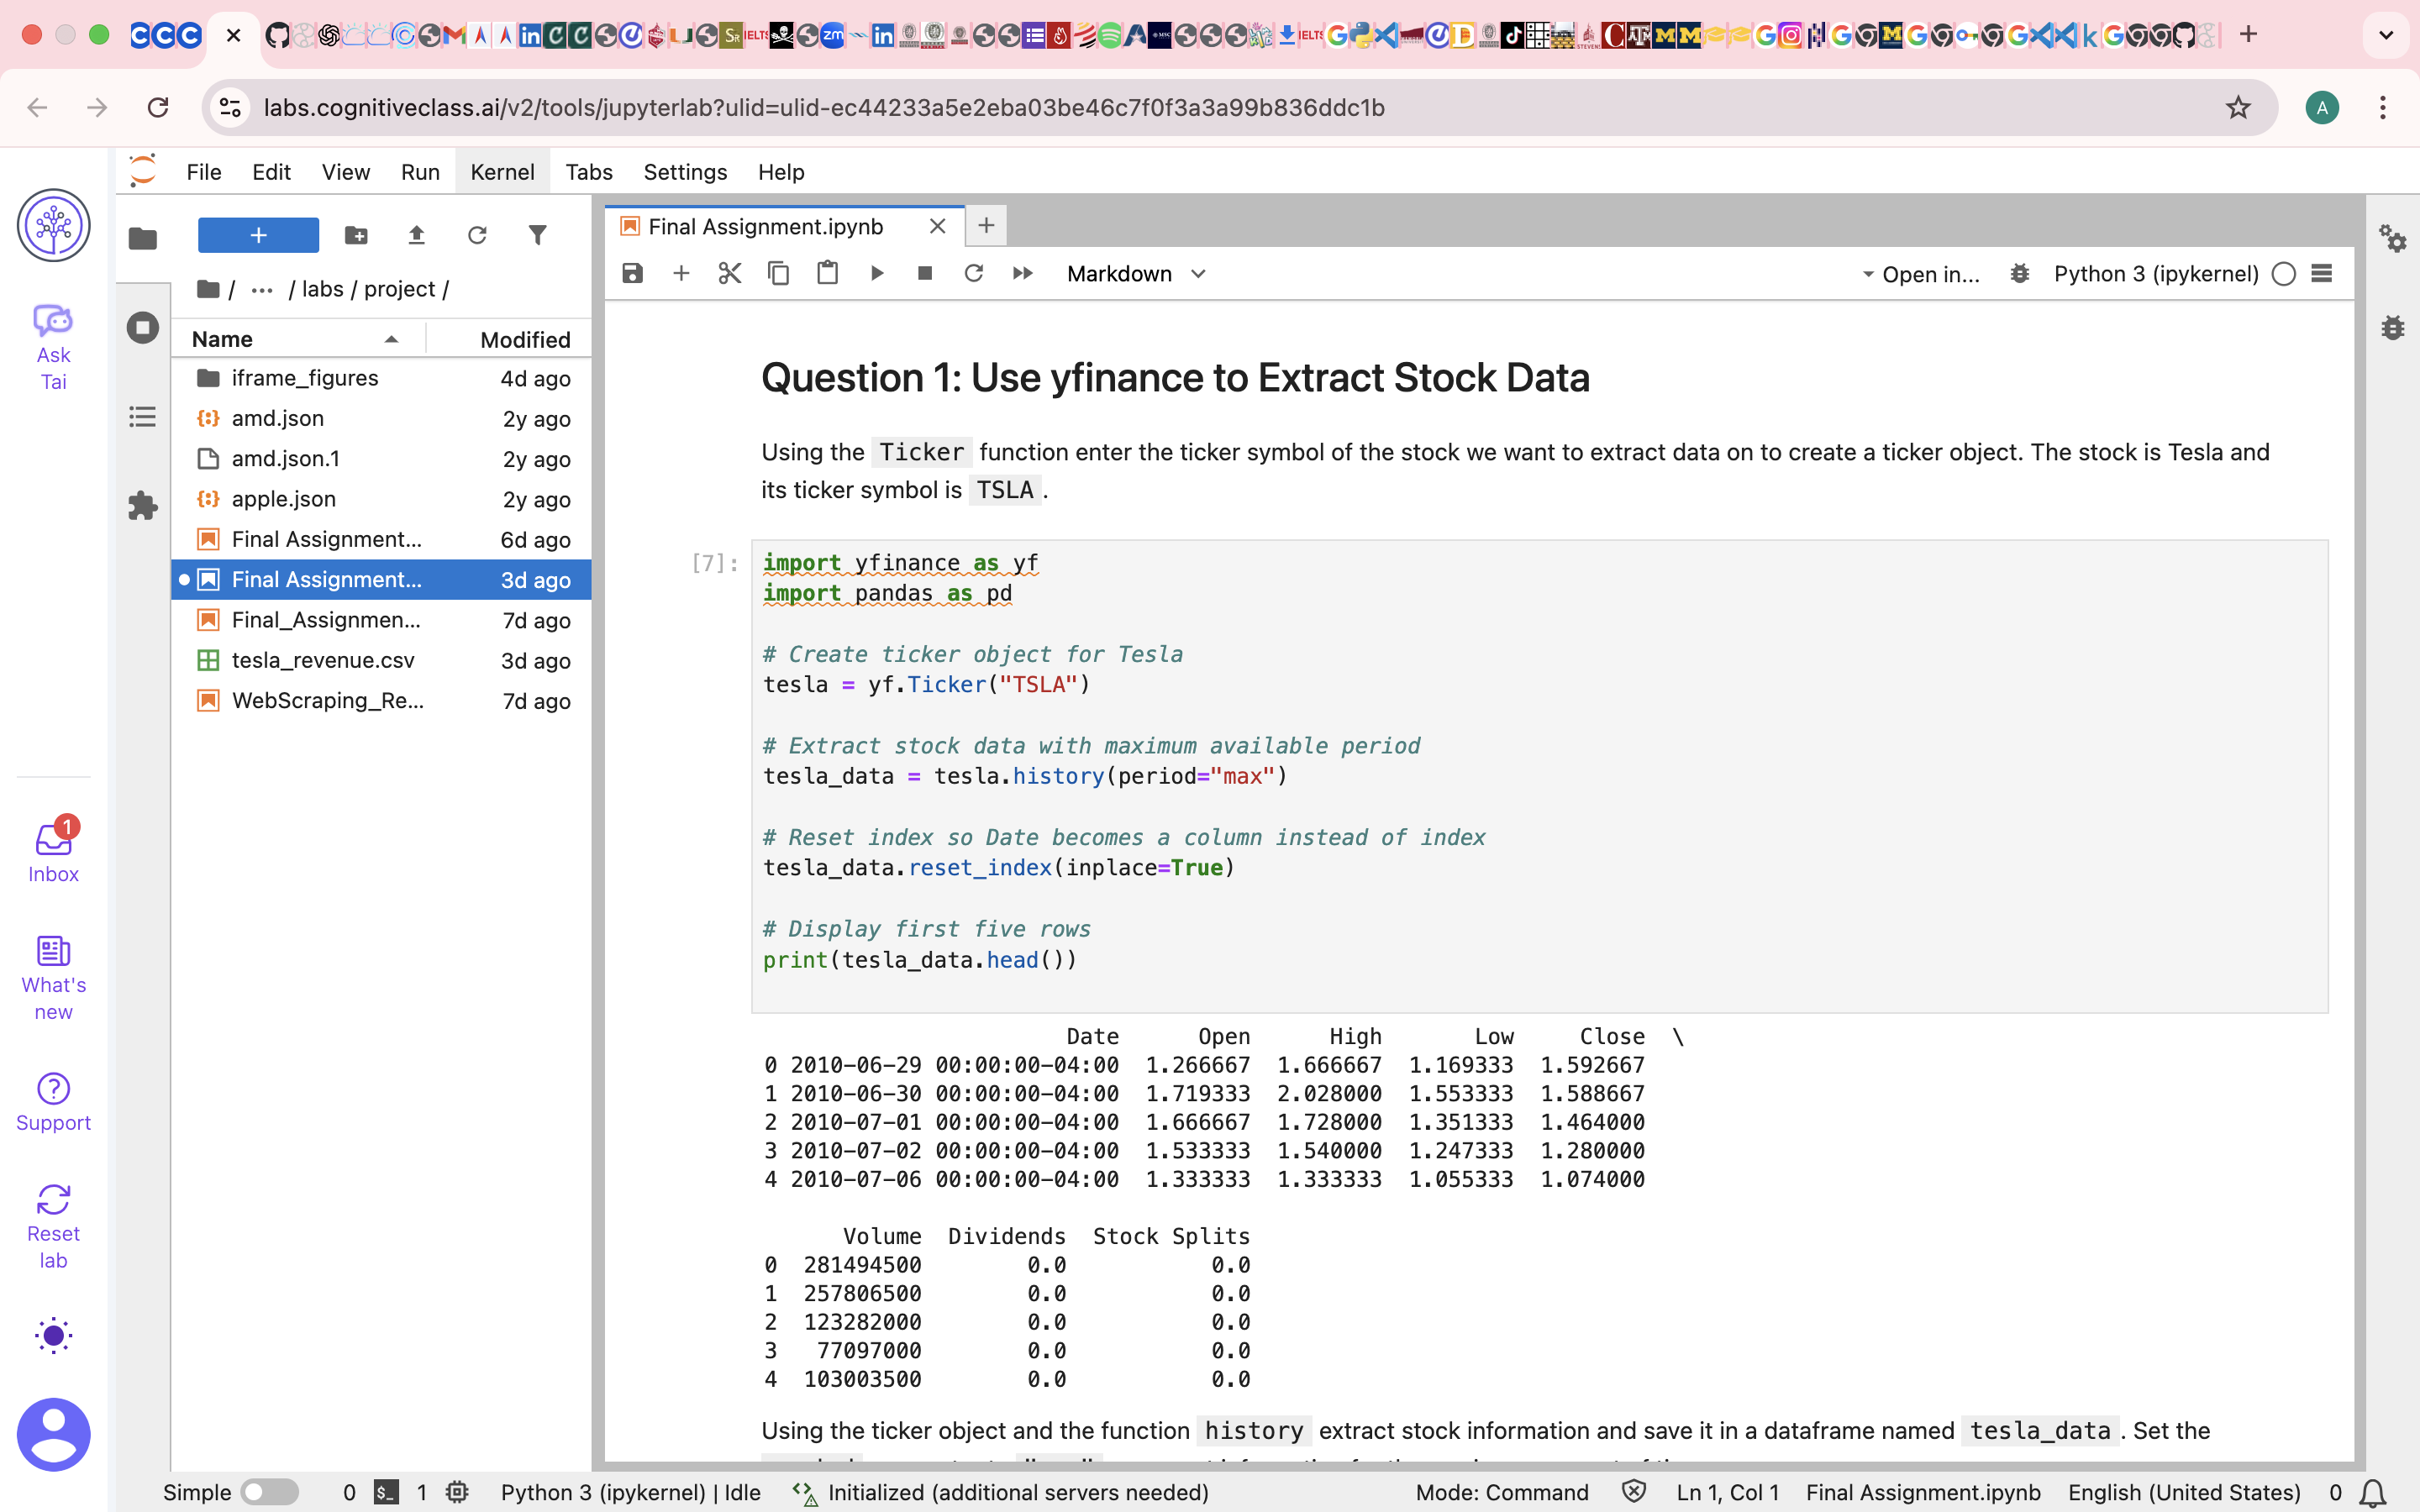 labs.cognitiveclass.ai/v2/tools/jupyterlab?ulid=ulid-ec44233a5e2eba03be46c7f0f3a3a99b836ddc1b
A
File Edit View Run Kernel Tabs Settings Help
Ask
Tai
Inbox
1
What's
new
Support
Reset
lab
/ ··· / labs / project /
Name Modified
iframe_figures 4d ago
amd.json 2y ago
amd.json.1 2y ago
apple.json 2y ago
Final Assignment... 6d ago
Final Assignment... 3d ago
Final_Assignmen... 7d ago
tesla_revenue.csv 3d ago
WebScraping_Re... 7d ago
Final Assignment.ipynb
Markdown Open in... Python 3 (ipykernel)
Question 1: Use yfinance to Extract Stock Data
Using the Ticker function enter the ticker symbol of the stock we want to extract data on to create a ticker object. The stock is Tesla and
its ticker symbol is TSLA .
[7]: import yfinance as yf
import pandas as pd
# Create ticker object for Tesla
tesla = yf.Ticker("TSLA")
# Extract stock data with maximum available period
tesla_data = tesla.history(period="max")
# Reset index so Date becomes a column instead of index
tesla_data.reset_index(inplace=True)
# Display first five rows
print(tesla_data.head())
Date Open High Low Close \
0 2010-06-29 00:00:00-04:00 1.266667 1.666667 1.169333 1.592667
1 2010-06-30 00:00:00-04:00 1.719333 2.028000 1.553333 1.588667
2 2010-07-01 00:00:00-04:00 1.666667 1.728000 1.351333 1.464000
3 2010-07-02 00:00:00-04:00 1.533333 1.540000 1.247333 1.280000
4 2010-07-06 00:00:00-04:00 1.333333 1.333333 1.055333 1.074000
Volume Dividends Stock Splits
0 281494500 0.0 0.0
1 257806500 0.0 0.0
2 123282000 0.0 0.0
3 77097000 0.0 0.0
4 103003500 0.0 0.0
Using the ticker object and the function history extract stock information and save it in a dataframe named tesla_data . Set the
Simple 0 $_ 1 Python 3 (ipykernel) | Idle Initialized (additional servers needed) Mode: Command Ln 1, Col 1 Final Assignment.ipynb English (United States) 0